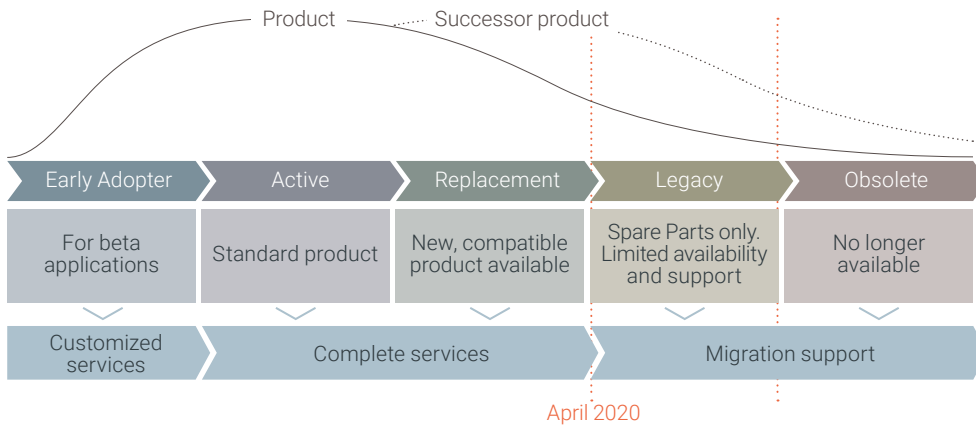 Product
Successor product
Early Adopter
Active
Replacement
Legacy
Obsolete
For beta
applications
Standard product
New, compatible
product available
Spare Parts only.
Limited availability
and support
No longer
available
Customized
services
Complete services
Migration support
April 2020